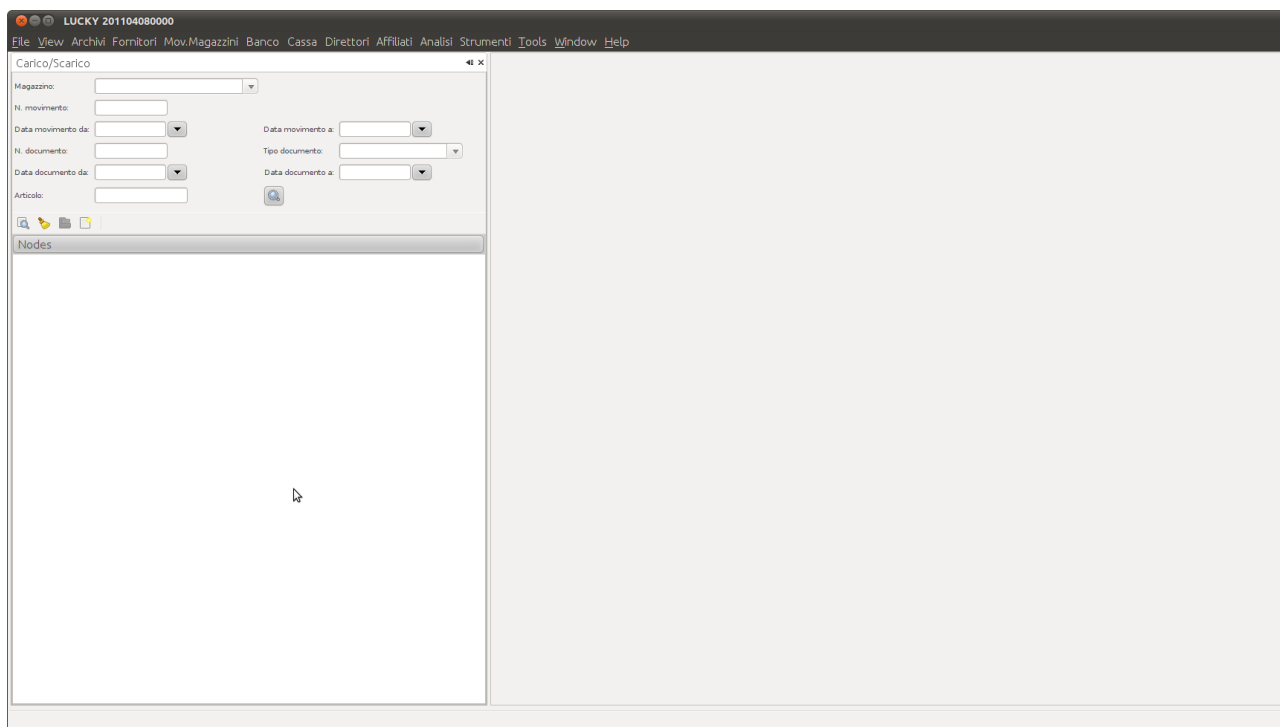 LUCKY 201104080000
File View Archivi Fornitori Mov.Magazzini Banco Cassa Direttori Affiliati Analisi Strumenti Tools Window Help
Carico/Scarico
Magazzino:
N. movimento:
Data movimento da: Data movimento a:
N. documento: Tipo documento:
Data documento da: Data documento a:
Articolo:
Nodes